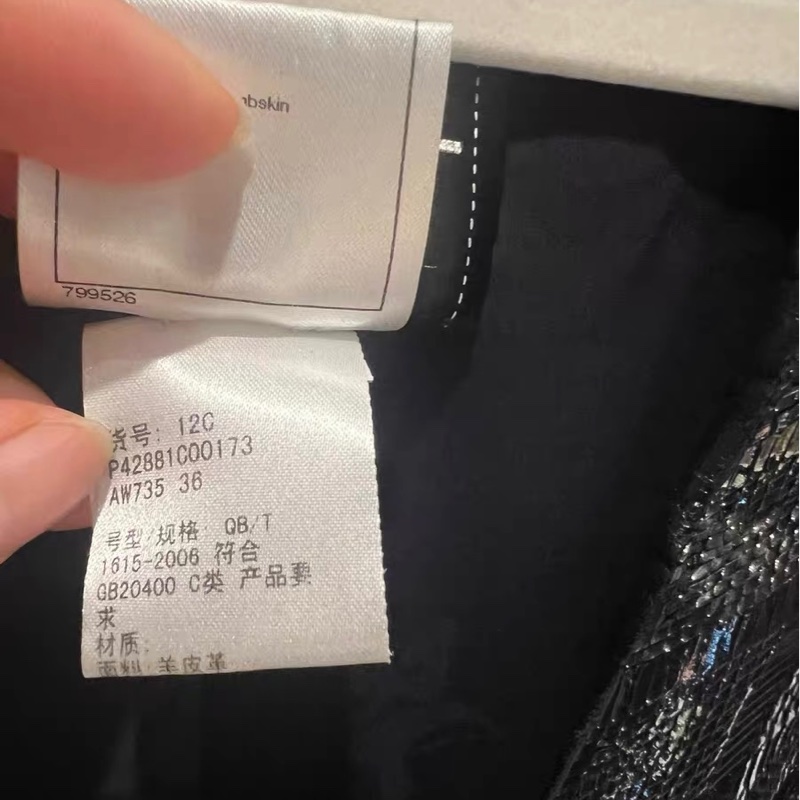 799526
货号: 12C
P42881C00173
AW735 36
号型/规格 QB/T
1615-2006 符合
GB20400 C类 产品要
求
材质:
面料:羊皮革